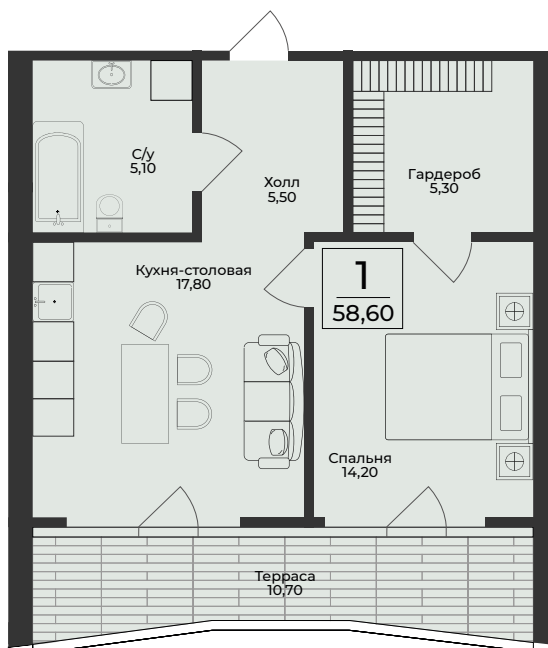 С/у
5,10
Холл
5,50
Гардероб
5,30
Кухня-столовая
17,80
1
58,60
Спальня
14,20
Терраса
10,70